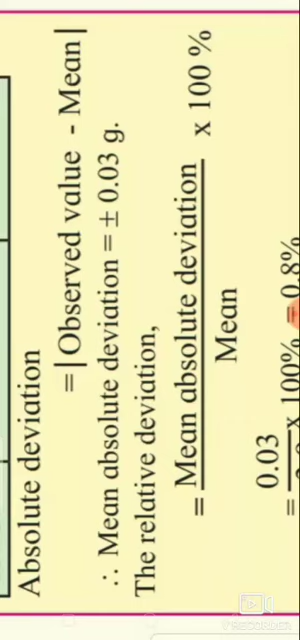 Absolute deviation
= | Observed value - Mean |
∴ Mean absolute deviation = ± 0.03 g.
The relative deviation,
= Mean absolute deviation x 100 %
Mean
0.03
= x 100% = 0.8%
RECORDER